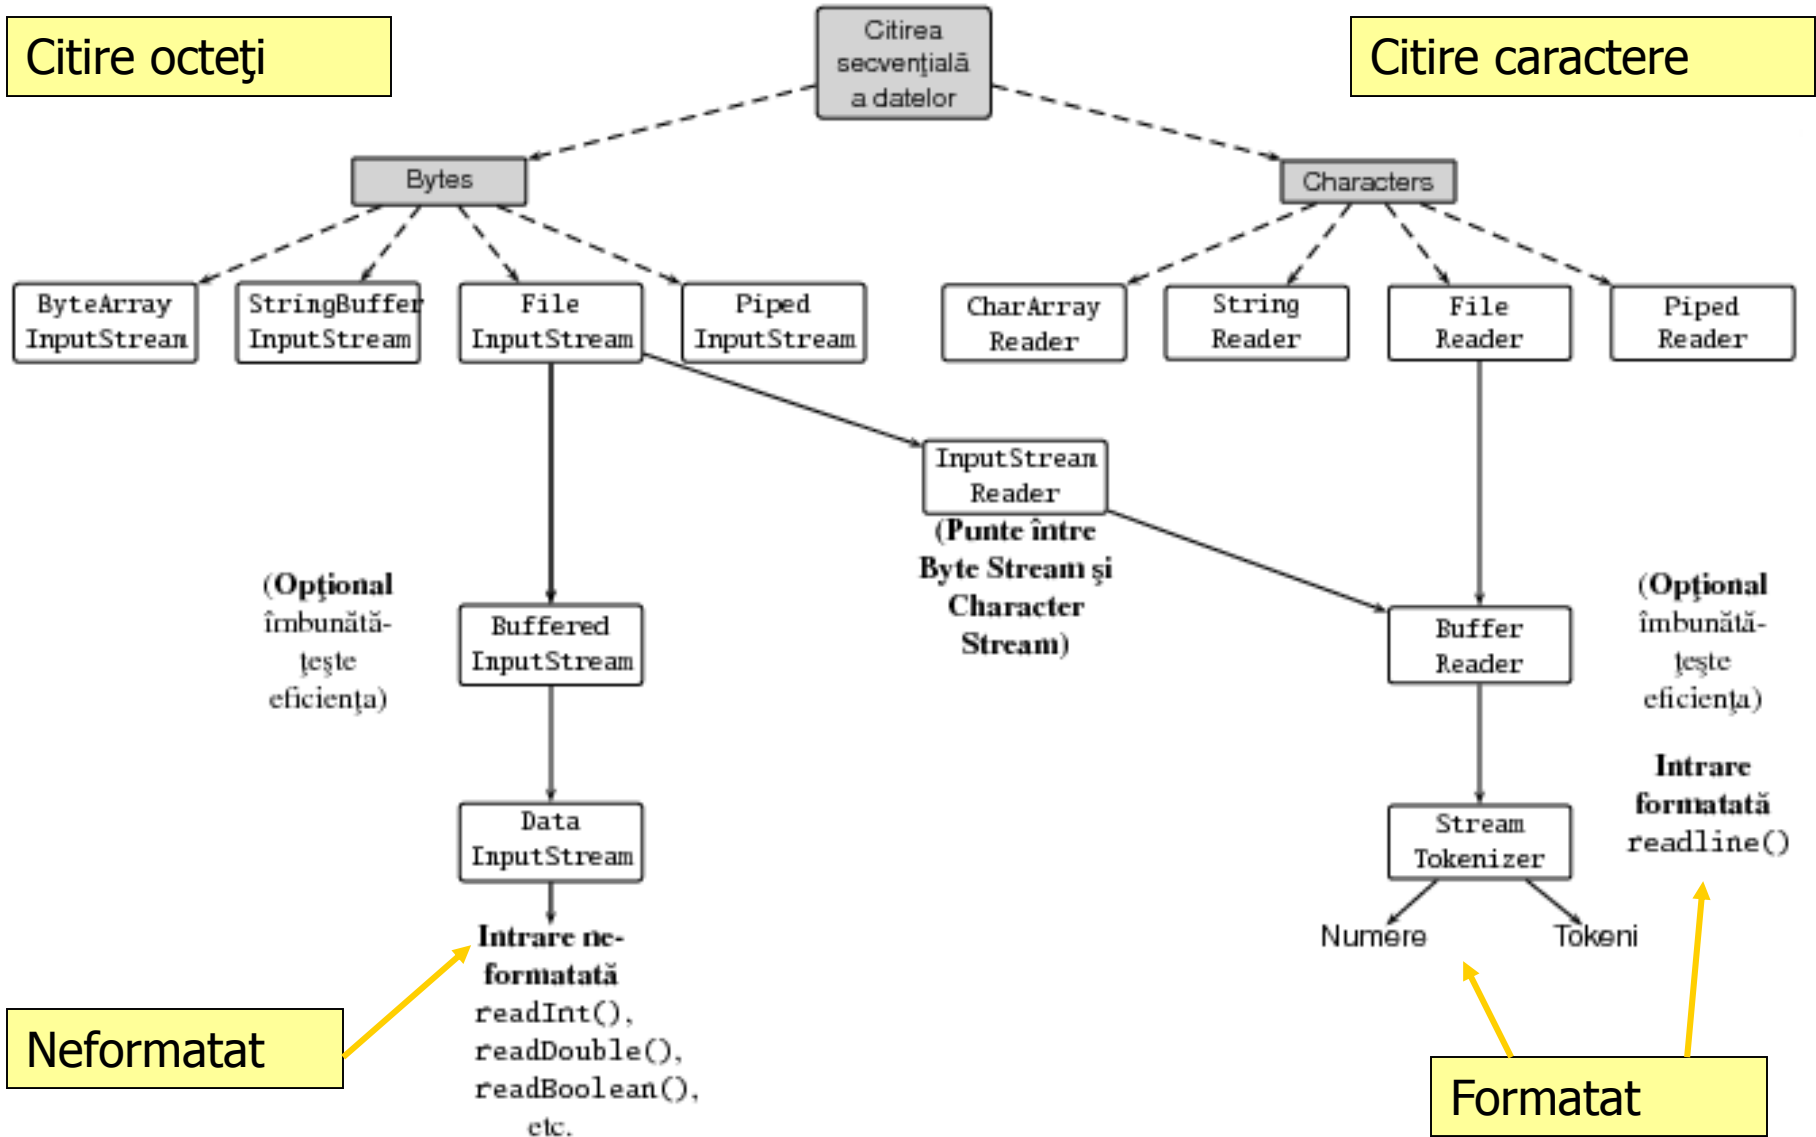 Citire octeţi
Citirea
secvenţială
a datelor
Citire caractere
Bytes
Characters
ByteArray
InputStream
StringBuffer
InputStream
File
InputStream
Piped
InputStream
CharArray
Reader
String
Reader
File
Reader
Piped
Reader
InputStream
Reader
(Punte între
Byte Stream şi
Character
Stream)
(Opţional
îmbunătă-
ţeşte
eficienţa)
Buffered
InputStream
Buffer
Reader
(Opţional
îmbunătă-
ţeşte
eficienţa)
Data
InputStream
Stream
Tokenizer
Intrare
formatată
readline()
Numere
Tokeni
Intrare ne-
formatată
readInt(),
readDouble(),
readBoolean(),
etc.
Neformatat
Formatat